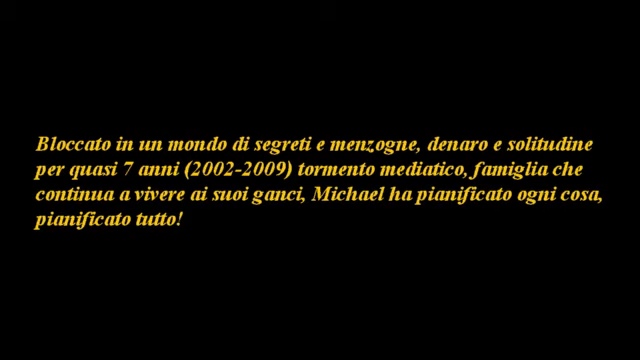 Bloccato in un mondo di segreti e menzogne, denaro e solitudine
per quasi 7 anni (2002-2009) tormento mediatico, famiglia che
continua a vivere ai suoi ganci, Michael ha pianificato ogni cosa,
pianificato tutto!